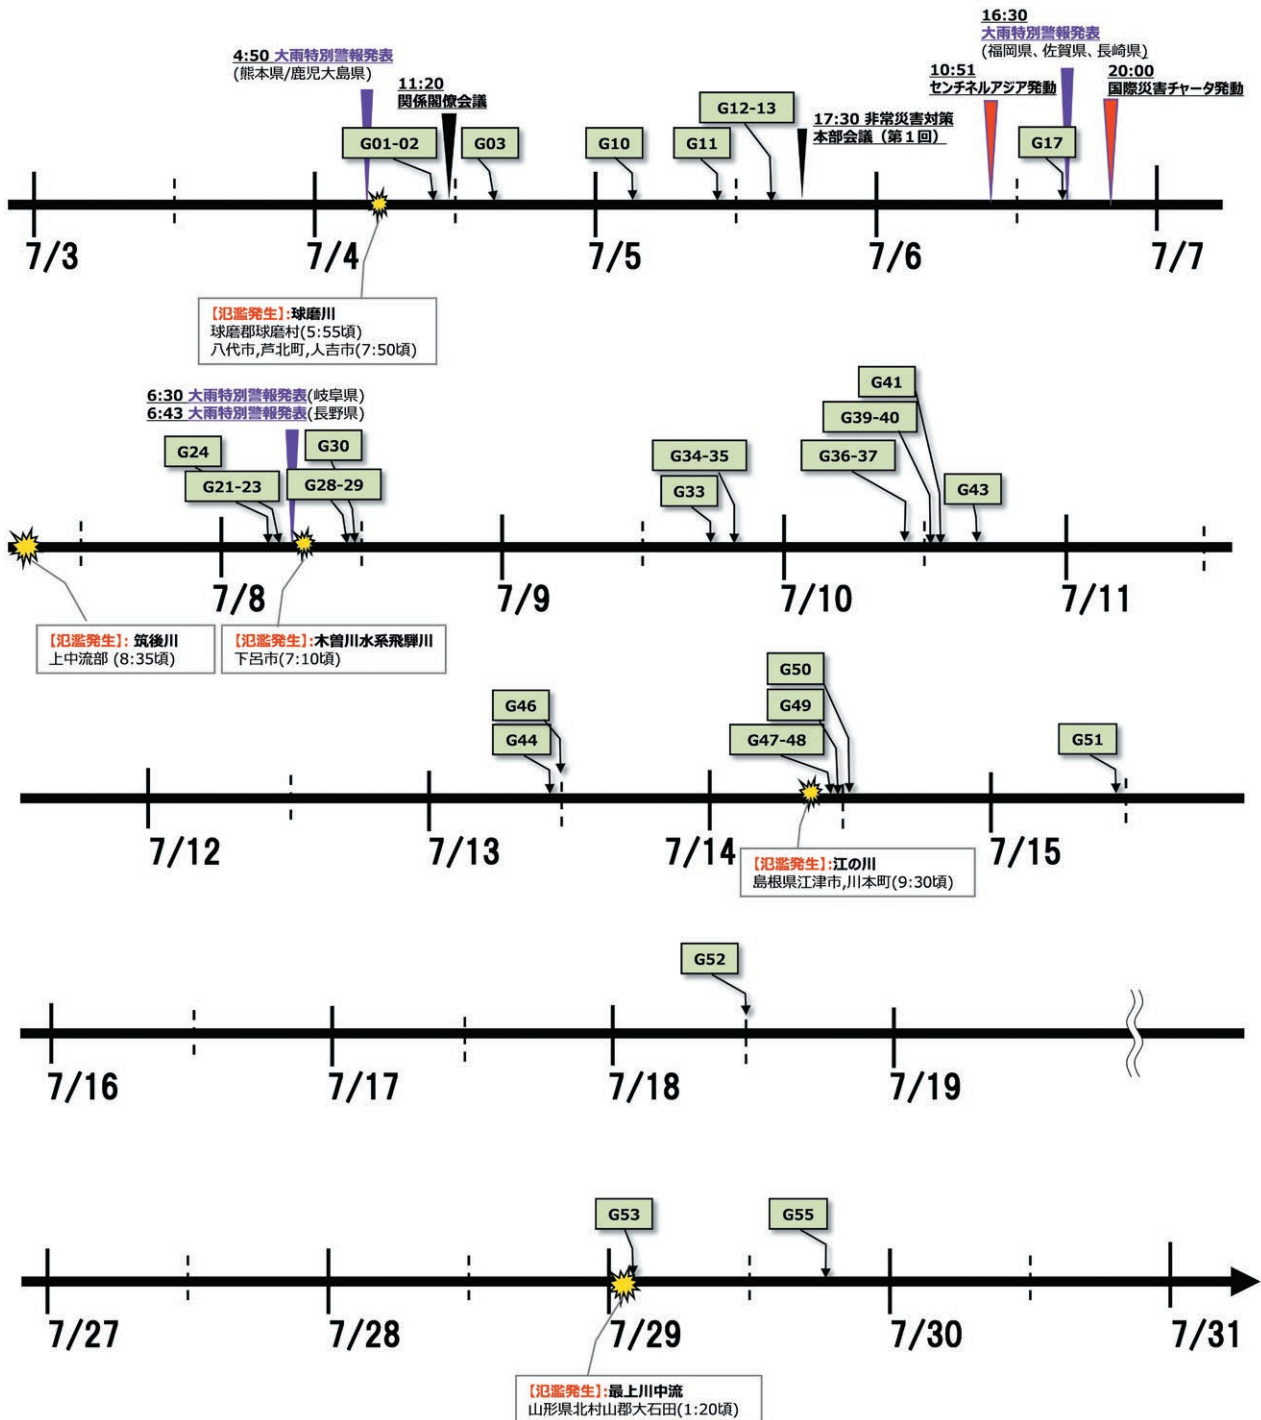 4:50 大雨特別警報発表
(熊本県/鹿児大島県)
11:20
関係閣僚会議
17:30 非常災害対策
本部会議（第１回）
10:51
センチネルアジア発動
16:30
大雨特別警報発表
(福岡県、佐賀県、長崎県)
20:00
国際災害チャータ発動
G01-02
G03
G10
G11
G12-13
G17
7/3
7/4
7/5
7/6
7/7
【氾濫発生】:球磨川
球磨郡球磨村(5:55頃)
八代市,芦北町,人吉市(7:50頃)
6:30 大雨特別警報発表(岐阜県)
6:43 大雨特別警報発表(長野県)
G24
G21-23
G30
G28-29
G34-35
G33
G41
G39-40
G36-37
G43
7/8
7/9
7/10
7/11
【氾濫発生】: 筑後川
上中流部 (8:35頃)
【氾濫発生】:木曽川水系飛騨川
下呂市(7:10頃)
G46
G44
G50
G49
G47-48
G51
7/12
7/13
7/14
7/15
【氾濫発生】:江の川
島根県江津市,川本町(9:30頃)
G52
7/16
7/17
7/18
7/19
G53
G55
7/27
7/28
7/29
7/30
7/31
【氾濫発生】:最上川中流
山形県北村山郡大石田(1:20頃)